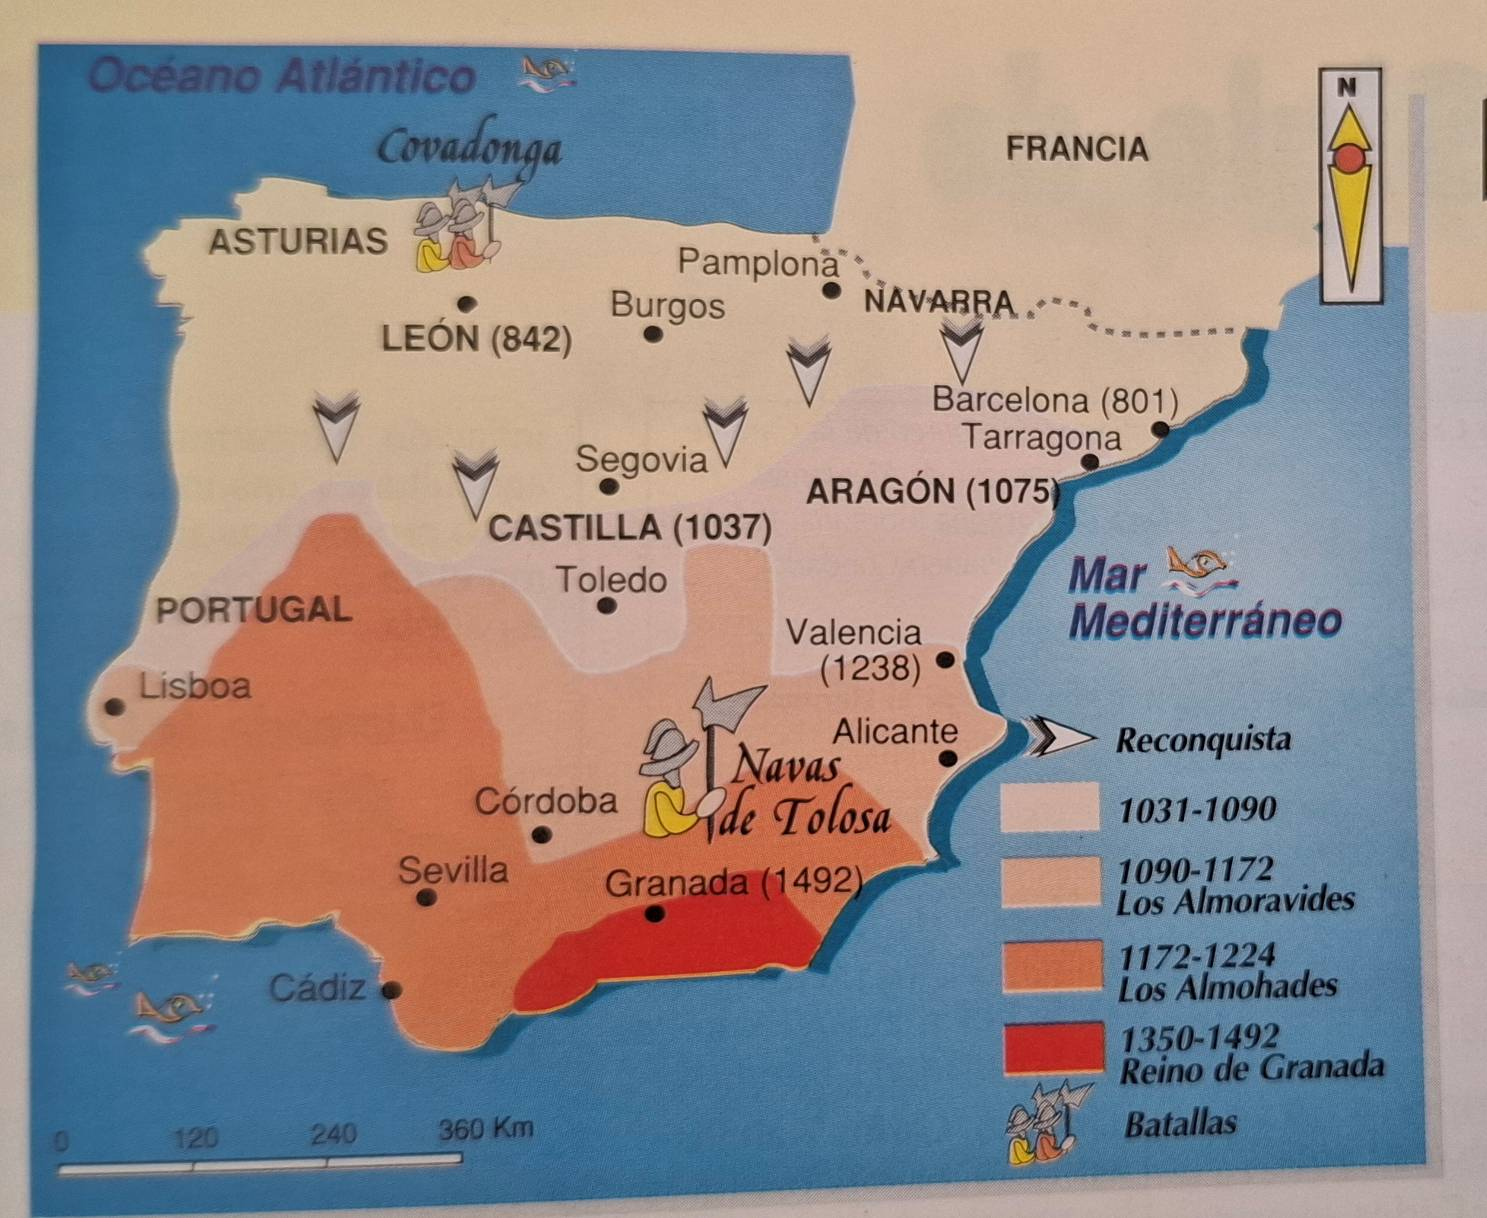 Océano Atlántico
Covadonga
N
FRANCIA
ASTURIAS
Pamplona
NAVARRA
Burgos
LEÓN (842)
Barcelona (801)
Tarragona
Segovia
ARAGÓN (1075)
CASTILLA (1037)
Toledo
Mar
Mediterráneo
PORTUGAL
Valencia
(1238)
Lisboa
Alicante
Navas
de Tolosa
Córdoba
Sevilla
Granada (1492)
Cádiz
Reconquista
1031-1090
1090-1172
Los Almoravides
1172-1224
Los Almohades
1350-1492
Reino de Granada
Batallas
0 120 240 360 Km